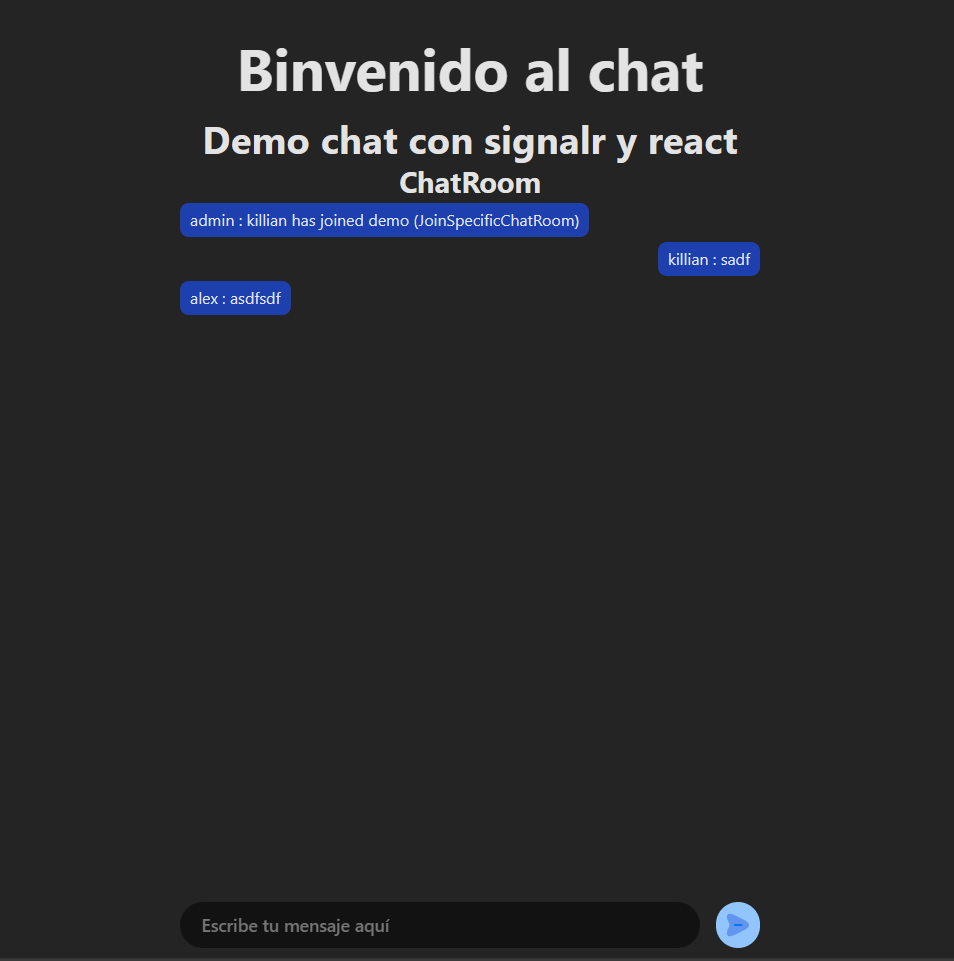 Binvenido al chat
Demo chat con signalr y react
ChatRoom
admin : killian has joined demo (JoinSpecificChatRoom)
killian : sadf
alex : asdfsdf
Escribe tu mensaje aquí